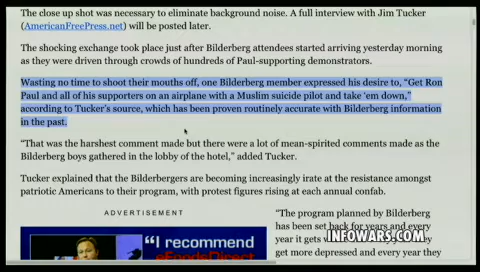 The close up shot was necessary to eliminate background noise. A full interview with Jim Tucker
(AmericanFreePress.net) will be posted later.
The shocking exchange took place just after Bilderberg attendees started arriving yesterday morning
as they were driven through crowds of hundreds of Paul-supporting demonstrators.
Wasting no time to shoot their mouths off, one Bilderberg member expressed his desire to, “Get Ron
Paul and all of his supporters on an airplane with a Muslim suicide pilot and take ‘em down,”
according to Tucker’s source, which has been proven routinely accurate with Bilderberg information
in the past.
“That was the harshest comment made but there were a lot of mean-spirited comments made as the
Bilderberg boys gathered in the lobby of the hotel,” added Tucker.
Tucker explained that the Bilderbergers are becoming increasingly irate at the resistance amongst
patriotic Americans to their program, with protest figures rising at each annual confab.
ADVERTISEMENT
“The program planned by Bilderberg
has been set back for years and every
year it gets
INFOWARS.COM
get more depressed and every year they
“I recommend
eFoodsDirect